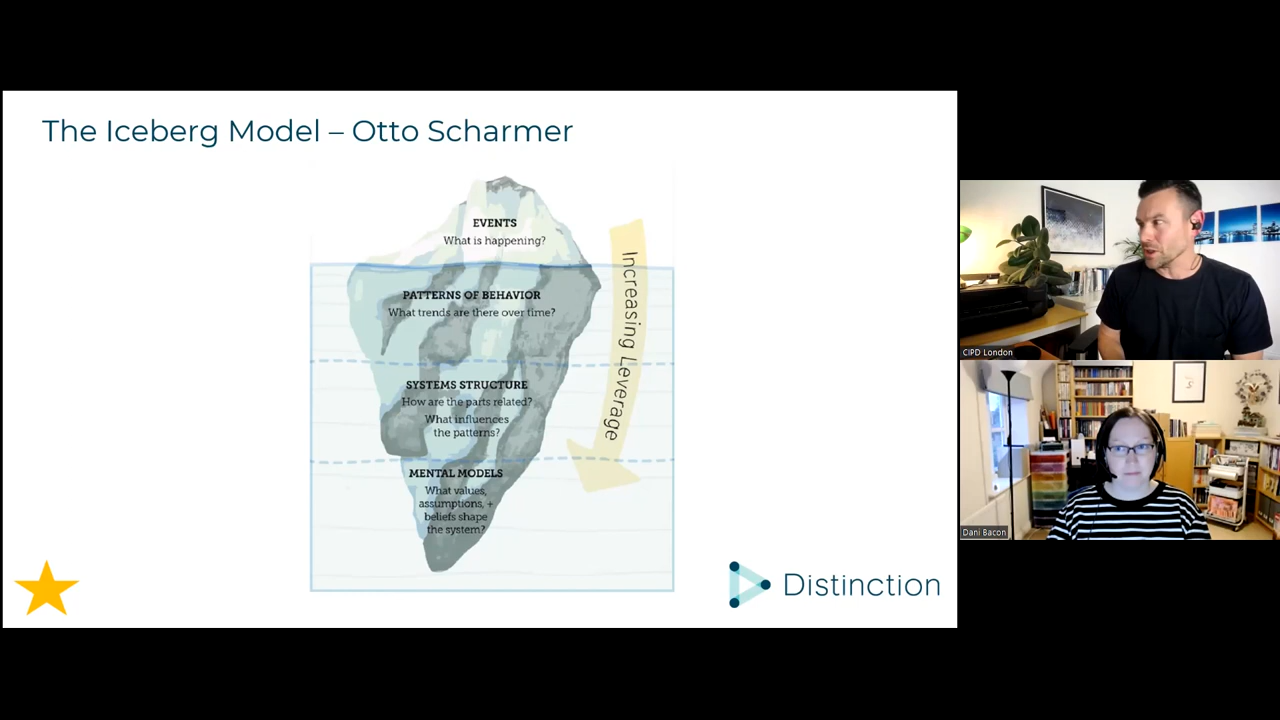 The Iceberg Model – Otto Scharmer
EVENTS
What is happening?
PATTERNS OF BEHAVIOR
What trends are there over time?
SYSTEMS STRUCTURE
How are the parts related?
What influences
the patterns?
MENTAL MODELS
What values,
assumptions, +
beliefs shape
the system?
Increasing Leverage
Distinction
CIPD London
Dani Bacon